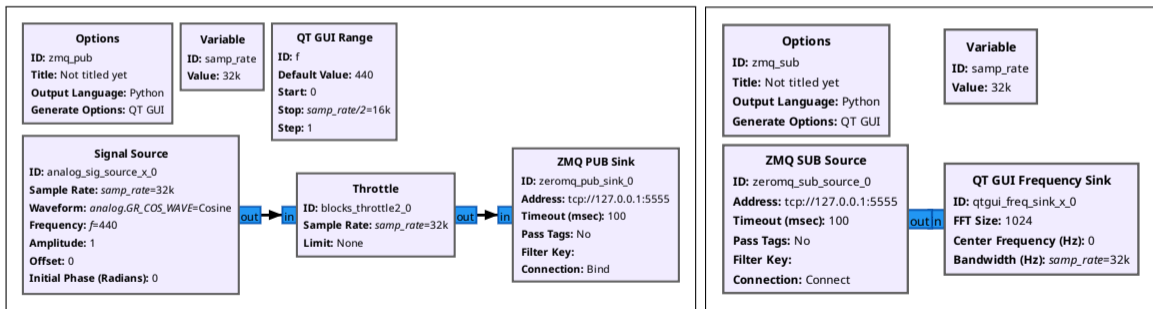 Options
ID: zmq_pub
Title: Not titled yet
Output Language: Python
Generate Options: QT GUI
Variable
ID: samp_rate
Value: 32k
QT GUI Range
ID: f
Default Value: 440
Start: 0
Stop: samp_rate/2=16k
Step: 1
Signal Source
ID: analog_sig_source_x_0
Sample Rate: samp_rate=32k
Waveform: analog.GR_COS_WAVE=Cosine
Frequency: f=440
Amplitude: 1
Offset: 0
Initial Phase (Radians): 0
out
in
Throttle
ID: blocks_throttle2_0
Sample Rate: samp_rate=32k
Limit: None
out
in
ZMQ PUB Sink
ID: zeromq_pub_sink_0
Address: tcp://127.0.0.1:5555
Timeout (msec): 100
Pass Tags: No
Filter Key:
Connection: Bind
Options
ID: zmq_sub
Title: Not titled yet
Output Language: Python
Generate Options: QT GUI
Variable
ID: samp_rate
Value: 32k
ZMQ SUB Source
ID: zeromq_sub_source_0
Address: tcp://127.0.0.1:5555
Timeout (msec): 100
Pass Tags: No
Filter Key:
Connection: Connect
out
n
QT GUI Frequency Sink
ID: qtgui_freq_sink_x_0
FFT Size: 1024
Center Frequency (Hz): 0
Bandwidth (Hz): samp_rate=32k